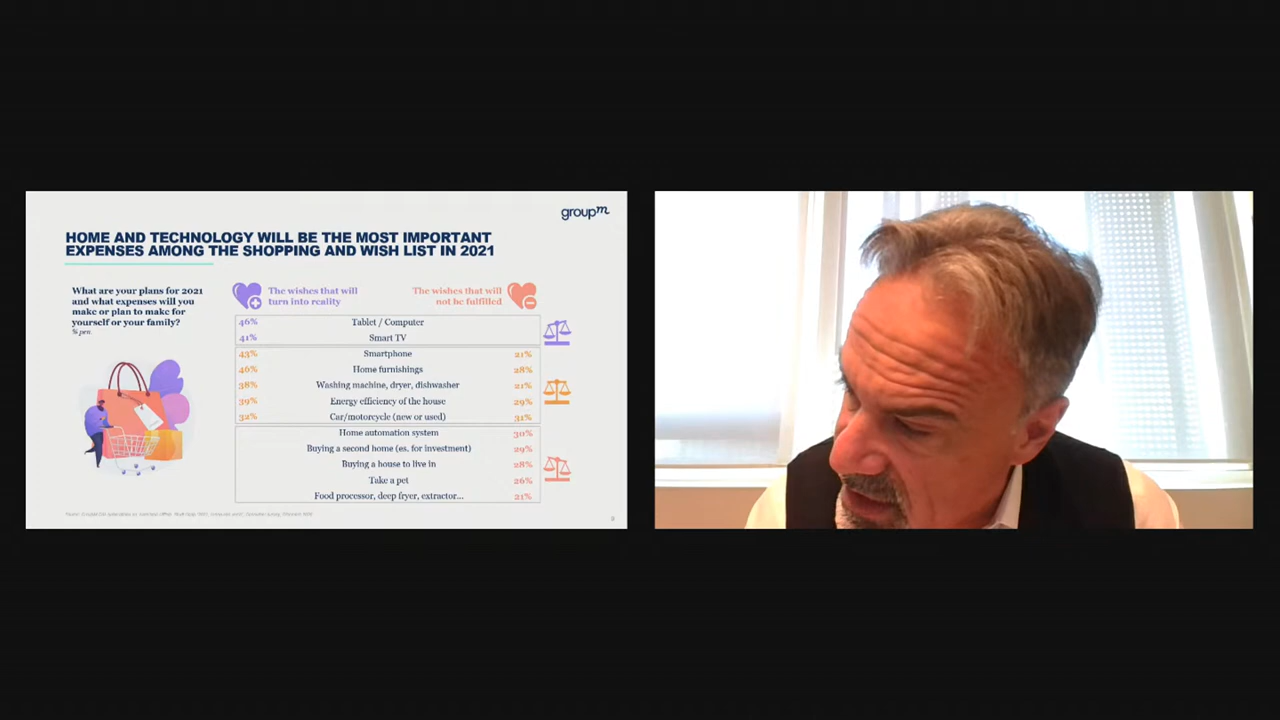 groupm
HOME AND TECHNOLOGY WILL BE THE MOST IMPORTANT
EXPENSES AMONG THE SHOPPING AND WISH LIST IN 2021
What are your plans for 2021
and what expenses will you
make or plan to make for
yourself or your family?
% pen.
The wishes that will
turn into reality
The wishes that will
not be fulfilled
46% Tablet / Computer
41% Smart TV
43% Smartphone 21%
46% Home furnishings 28%
38% Washing machine, dryer, dishwasher 21%
39% Energy efficiency of the house 29%
32% Car/motorcycle (new or used) 31%
Home automation system 30%
Buying a second home (es. for investment) 29%
Buying a house to live in 28%
Take a pet 26%
Food processor, deep fryer, extractor... 21%